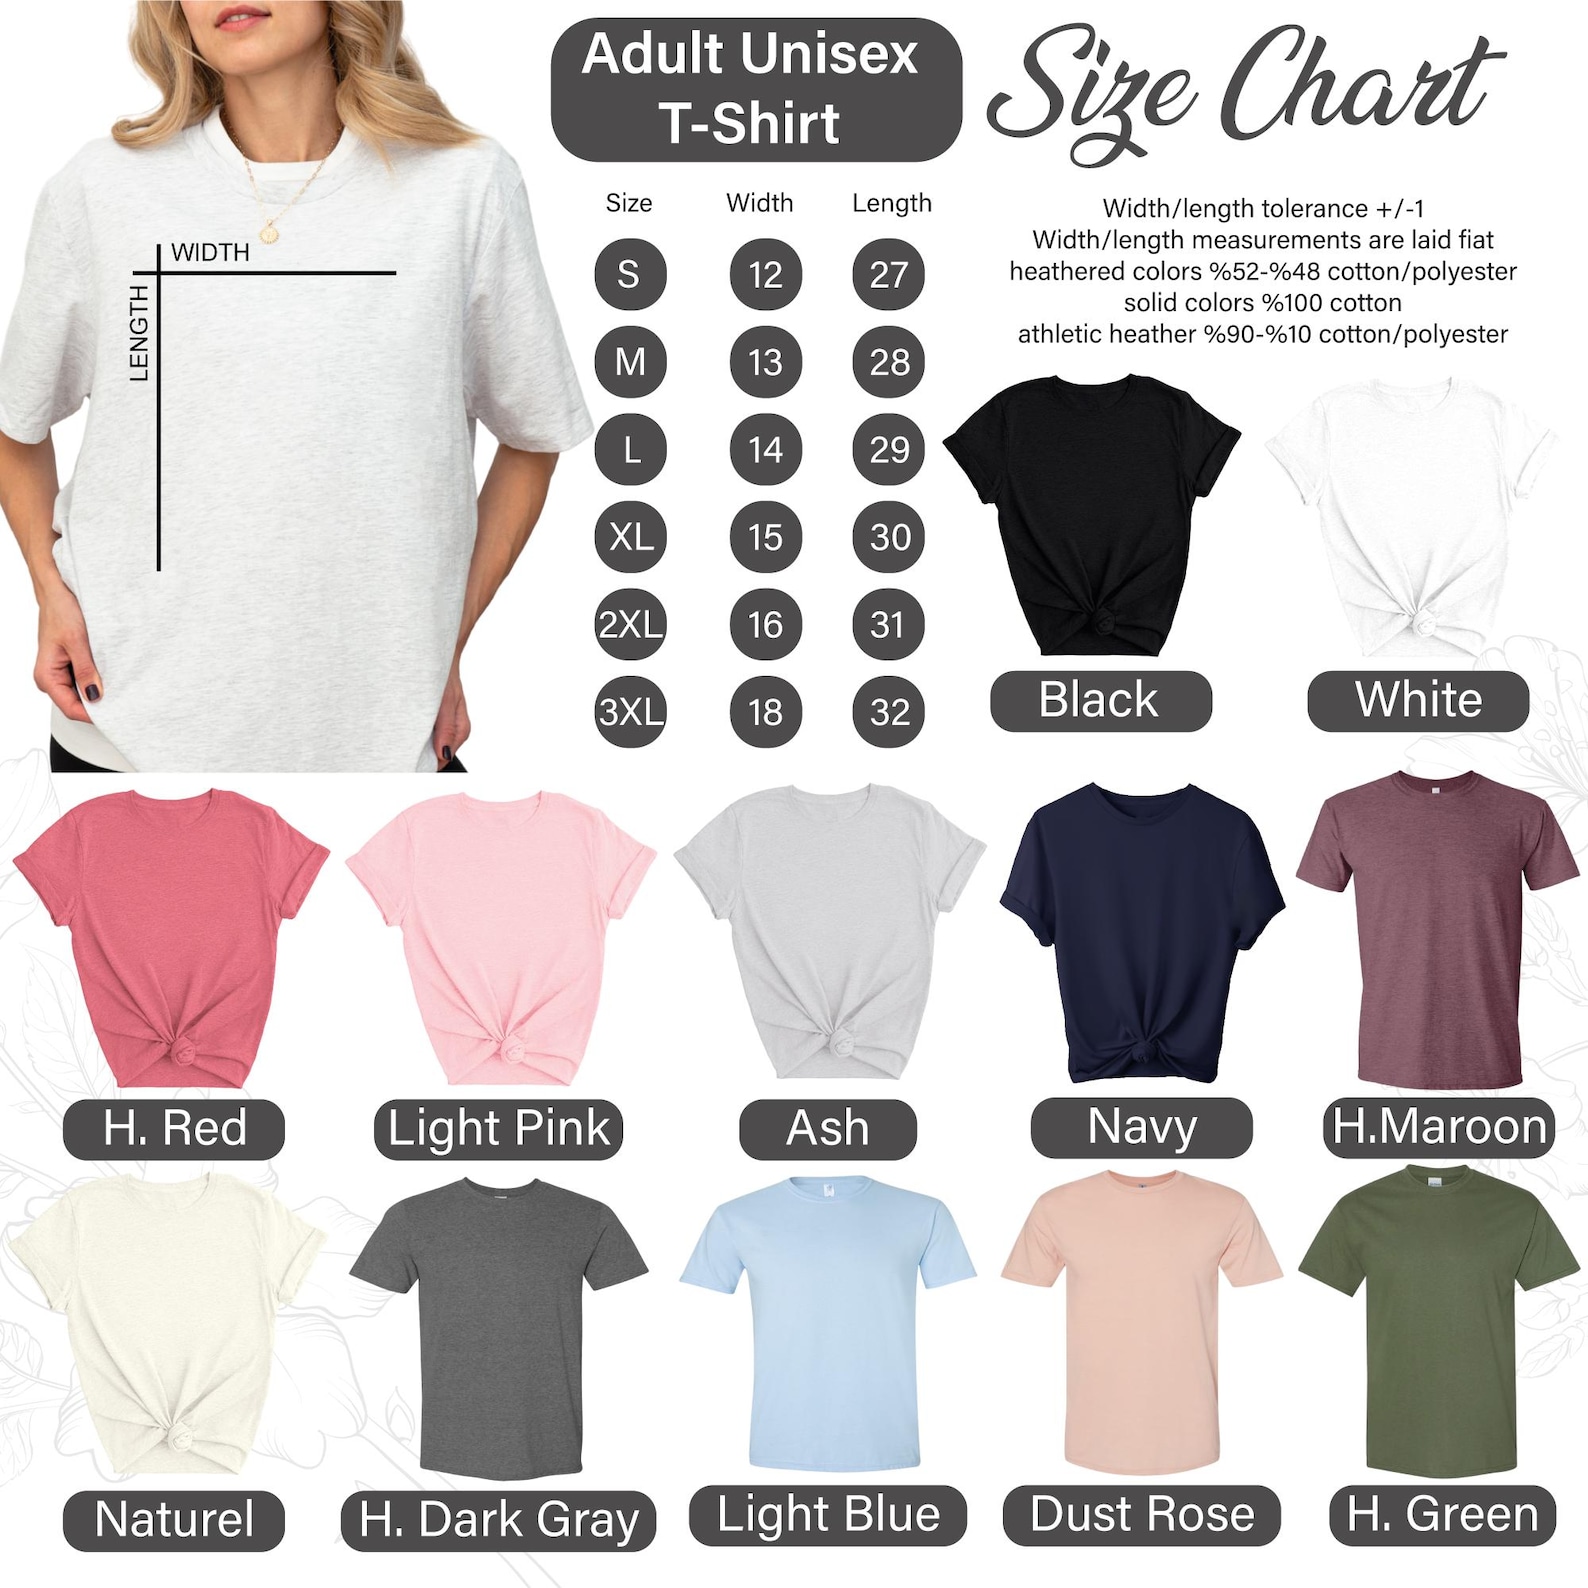 Adult Unisex
T-Shirt
Size Chart
Size Width Length
S 12 27
M 13 28
L 14 29
XL 15 30
2XL 16 31
3XL 18 32
Width/length tolerance +/-1
Width/length measurements are laid fiat
heathered colors %52-%48 cotton/polyester
solid colors %100 cotton
athletic heather %90-%10 cotton/polyester
WIDTH
LENGTH
Black
White
H. Red
Light Pink
Ash
Navy
H.Maroon
Naturel
H. Dark Gray
Light Blue
Dust Rose
H. Green